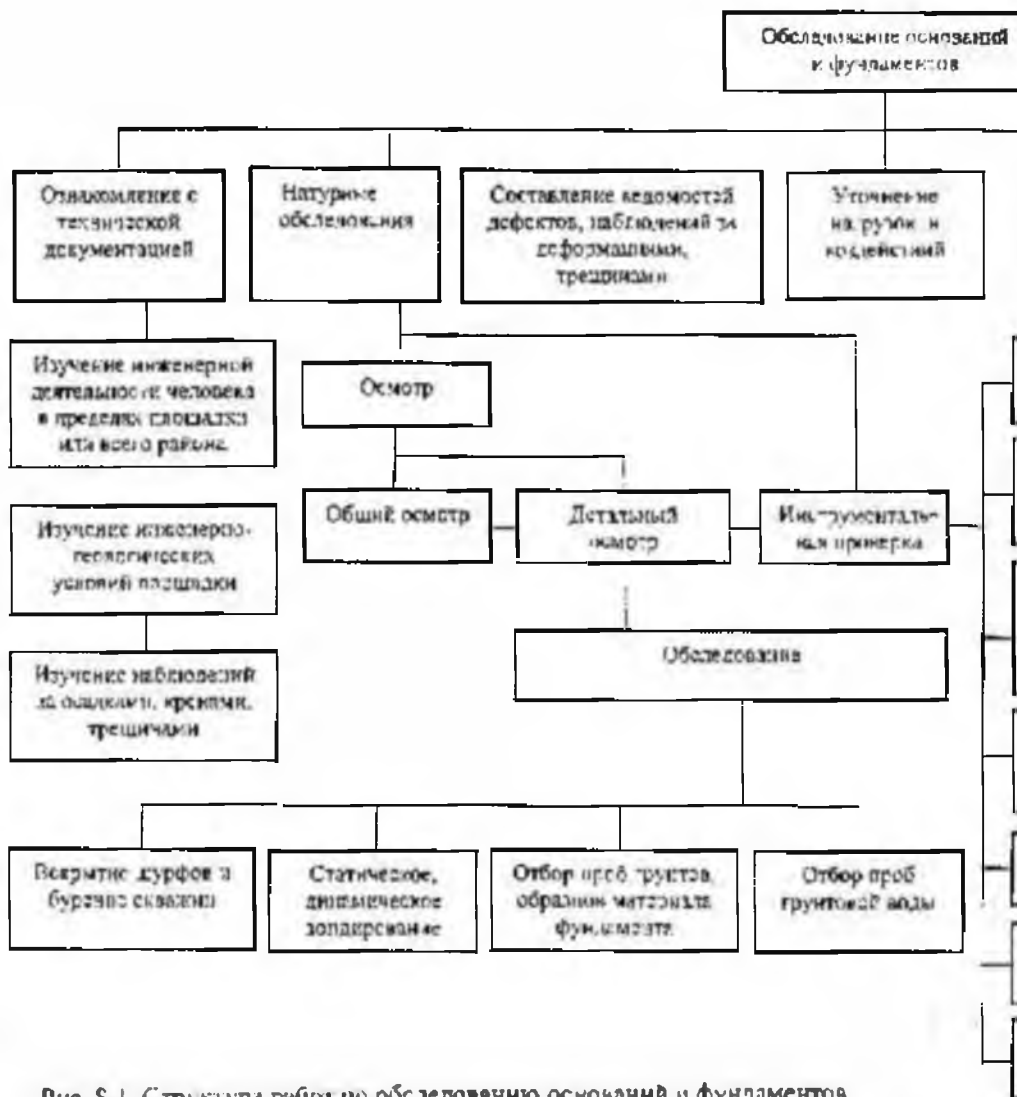 Обследование оснований
и фундаментов
Ознакомление с
технической
документацией
Натурные
обследования
Составление ведомостей
дефектов, наблюдений за
деформациями,
трещинами
Уточнение
нагрузок и
воздействий
Изучение инженерной
деятельности человека
в пределах площадки
или всего района
Осмотр
Общий осмотр
Детальный
осмотр
Инструменталь-
ная проверка
Изучение инженерно-
геологических
условий площадки
Обследования
Изучение наблюдений
за осадками, кренами,
трещинами
Вскрытие шурфов и
бурение скважин
Статическое,
динамическое
зондирование
Отбор проб грунтов,
образцов материала
фундамента
Отбор проб
грунтовой воды
Рис. 8.1. Структура работ по обследованию оснований и фундаментов